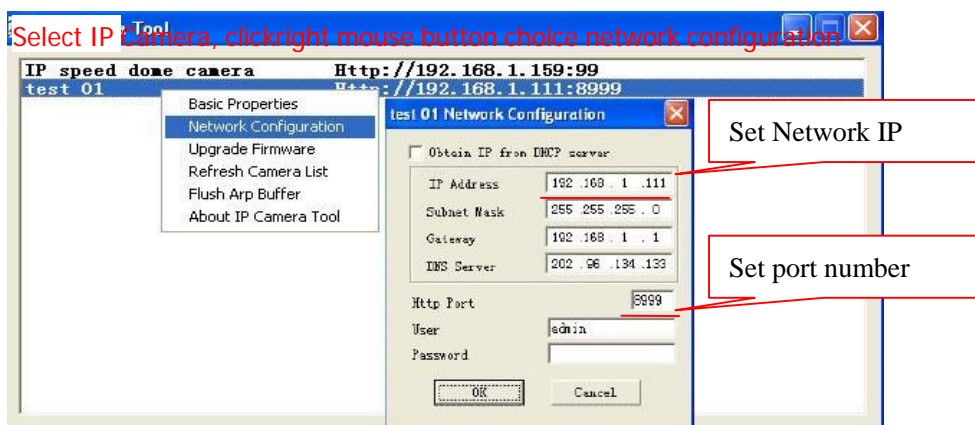 Tool
Select IP Camera, clickright mouse button choice network configuration
IP speed dome camera Http://192.168.1.159:99
test 01 Http://192.168.1.111:8999
Basic Properties
Network Configuration
Upgrade Firmware
Refresh Camera List
Flush Arp Buffer
About IP Camera Tool
test 01 Network Configuration
Obtain IP from DHCP server
IP Address 192 .168 . 1 .111
Subnet Mask 255 .255 .255 . 0
Gateway 192 .168 . 1 . 1
DNS Server 202 .96 .134 .133
Http Port 8999
User admin
Password
OK Cancel
Set Network IP
Set port number